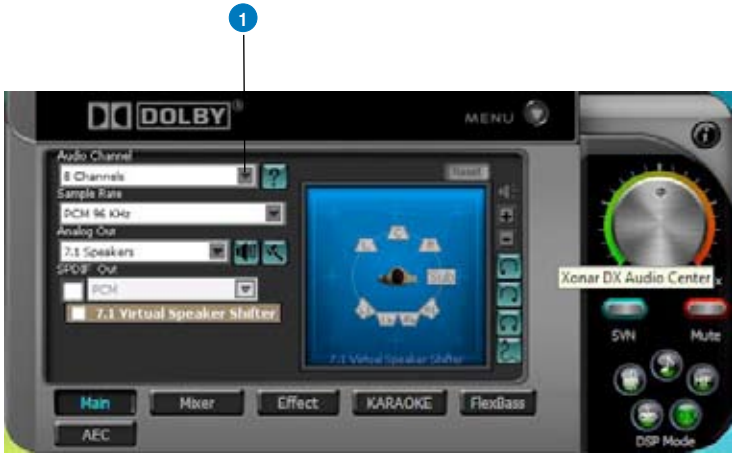 1
DOLBY®
MENU
Audio Channel
8 Channels
?
Reset
Sample Rate
PCM 96 KHz
Analog Out
7.1 Speakers
SPDIF Out
PCM
Sub
7.1 Virtual Speaker Shifter
7.1 Virtual Speaker Shifter
Xonar DX Audio Center
SVN
Mute
Main
Mixer
Effect
KARAOKE
FlexBass
AEC
DSP Mode